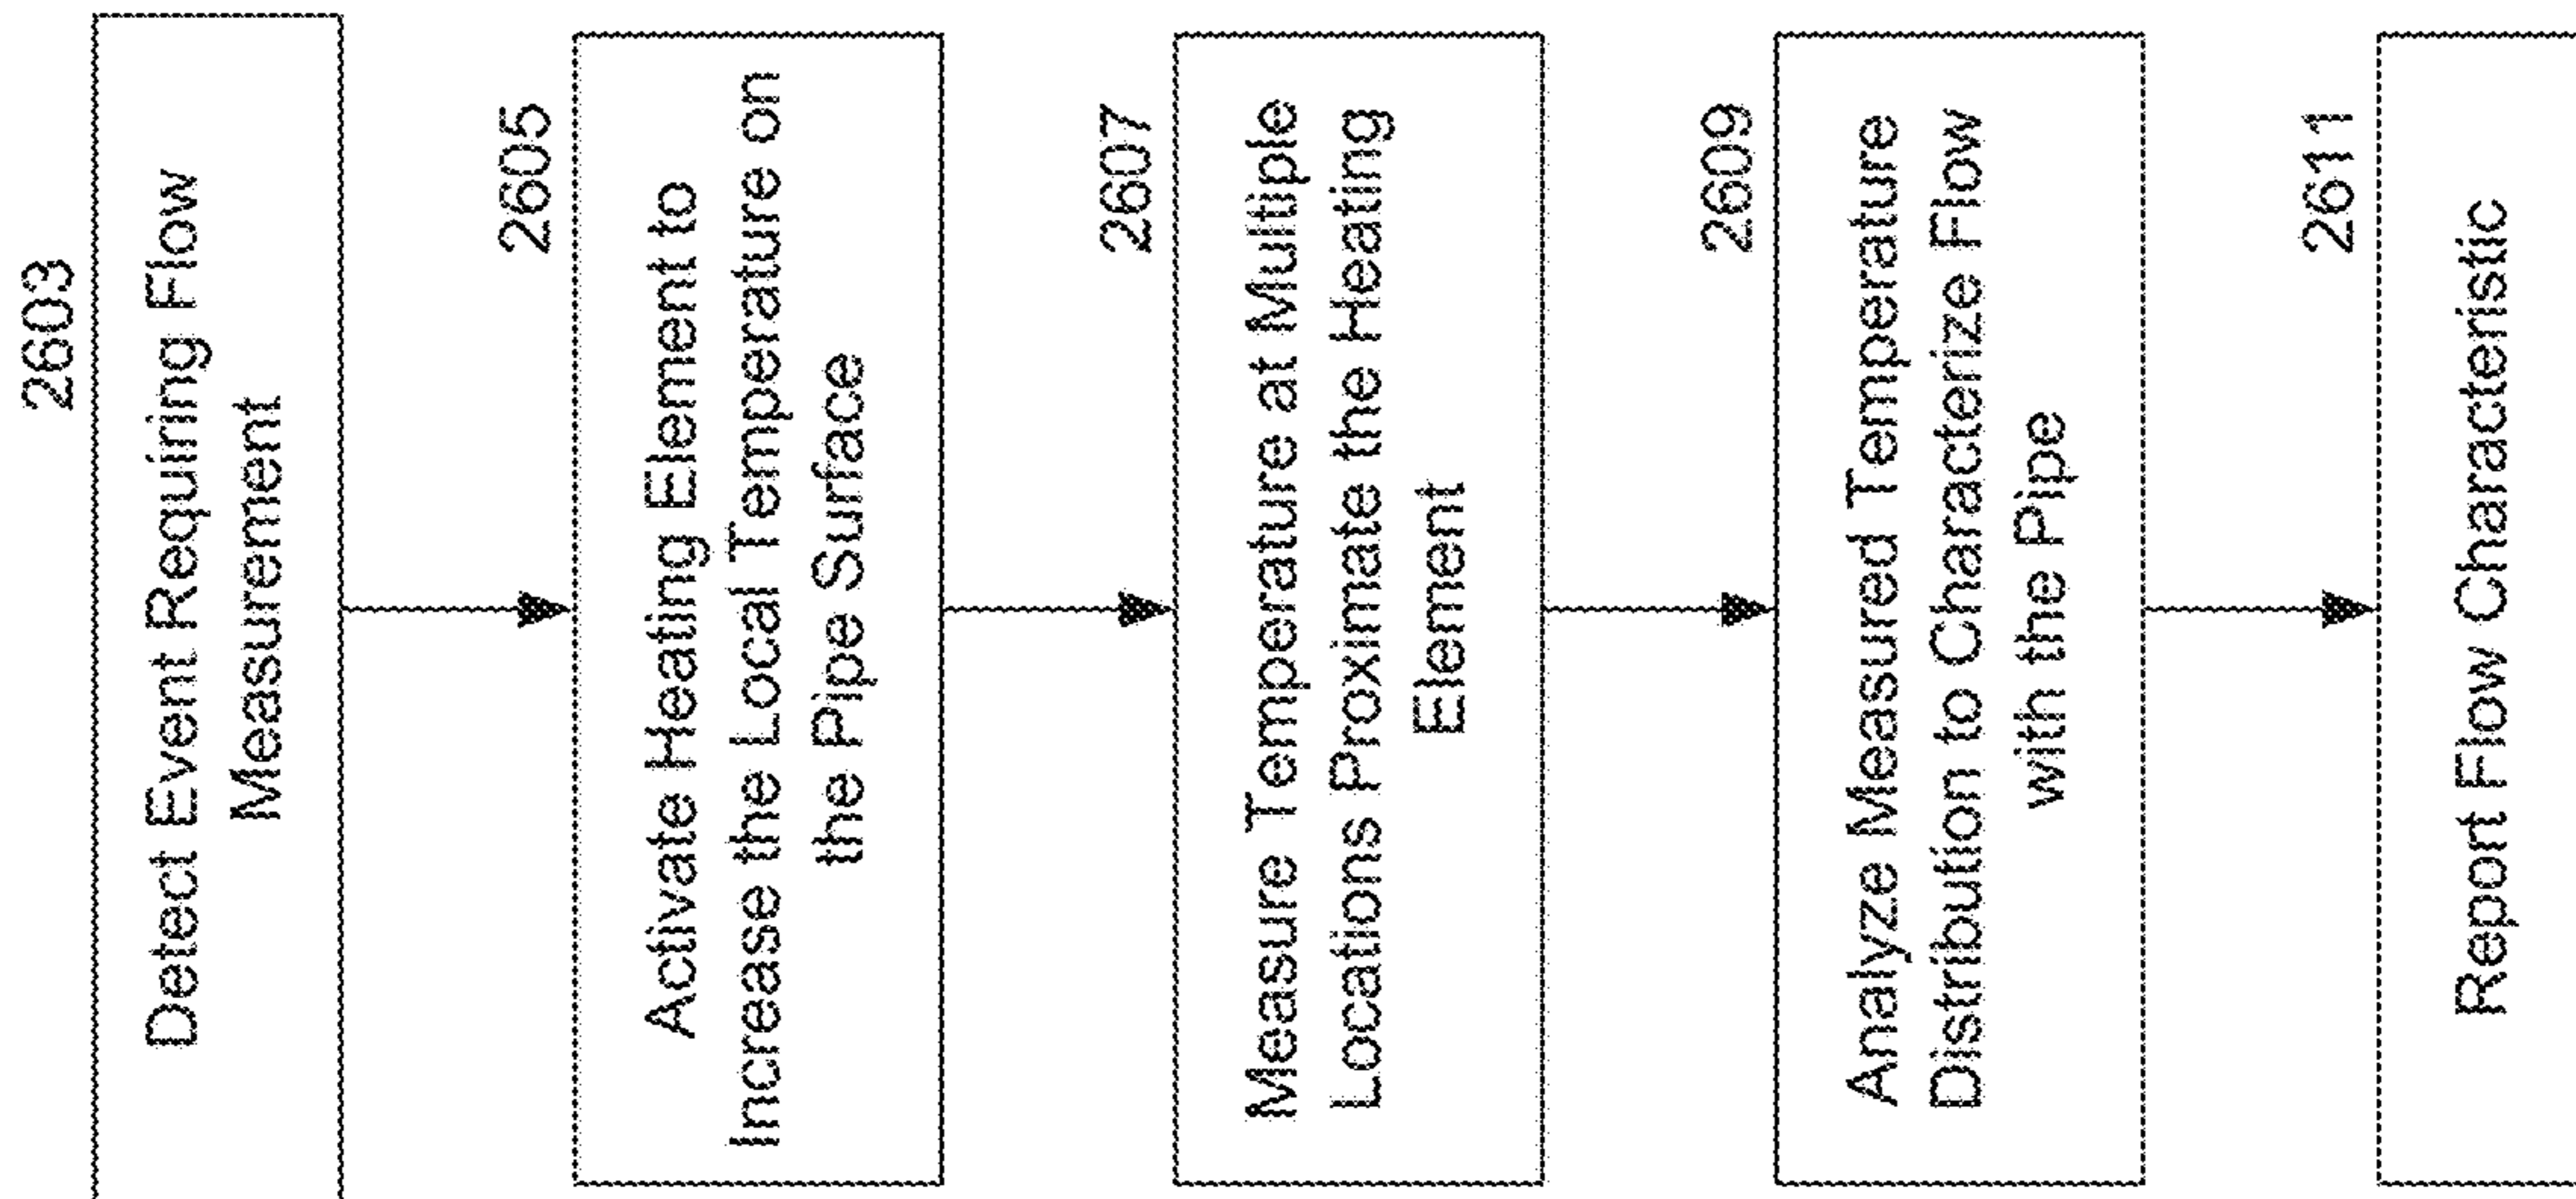 2603
Detect Event Requiring Flow
Measurement
2605
Activate Heating Element to
Increase the Local Temperature on
the Pipe Surface
2607
Measure Temperature at Multiple
Locations Proximate the Heating
Element
2609
Analyze Measured Temperature
Distribution to Characterize Flow
with the Pipe
2611
Report Flow Characteristic